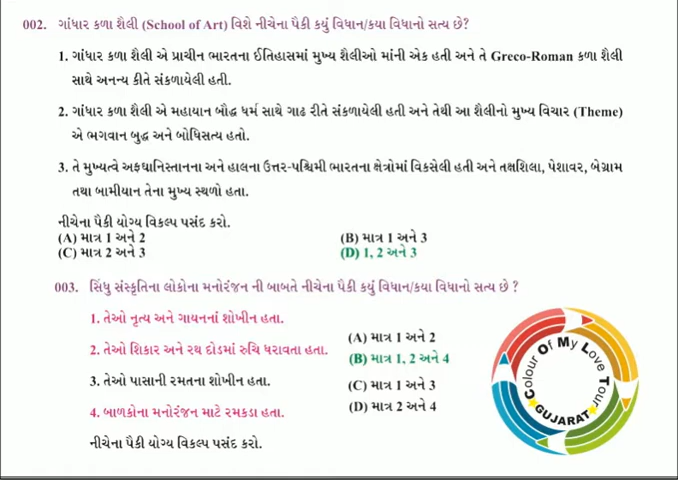 002. ગાંધાર કળા શૈલી (School of Art) વિશે નીચેના પૈકી કયું વિધાન/કયા વિધાનો સત્ય છે?
1. ગાંધાર કળા શૈલી એ પ્રાચીન ભારતના ઈતિહાસમાં મુખ્ય શૈલીઓ માંની એક હતી અને તે Greco-Roman કળા શૈલી
સાથે અનન્ય કીતે સંકળાયેલી હતી.
2. ગાંધાર કળા શૈલી એ મહાયાન બૌદ્ધ ધર્મ સાથે ગાઢ રીતે સંકળાયેલી હતી અને તેથી આ શૈલીનો મુખ્ય વિચાર (Theme)
એ ભગવાન બુદ્ધ અને બોધિસત્ય હતો.
3. તે મુખ્યત્વે અફઘાનિસ્તાનના અને હાલના ઉત્તર-પશ્ચિમી ભારતના ક્ષેત્રોમાં વિકસેલી હતી અને તક્ષશિલા, પેશાવર, બેગ્રામ
તથા બામીયાન તેના મુખ્ય સ્થળો હતા.
નીચેના પૈકી યોગ્ય વિકલ્પ પસંદ કરો.
(A) માત્ર 1 અને 2
(B) માત્ર 1 અને 3
(C) માત્ર 2 અને 3
(D) 1, 2 અને 3
003. સિંધુ સંસ્કૃતિના લોકોના મનોરંજન ની બાબતે નીચેના પૈકી કયું વિધાન/કયા વિધાનો સત્ય છે ?
1. તેઓ નૃત્ય અને ગાયનનાં શોખીન હતા.
(A) માત્ર 1 અને 2
2. તેઓ શિકાર અને રથ દોડમાં રુચિ ધરાવતા હતા.
(B) માત્ર 1, 2 અને 4
3. તેઓ પાસાની રમતના શોખીન હતા.
(C) માત્ર 1 અને 3
4. બાળકોના મનોરંજન માટે રમકડા હતા.
(D) માત્ર 2 અને 4
નીચેના પૈકી યોગ્ય વિકલ્પ પસંદ કરો.
Colour Of My Love Tour
GUJARAT